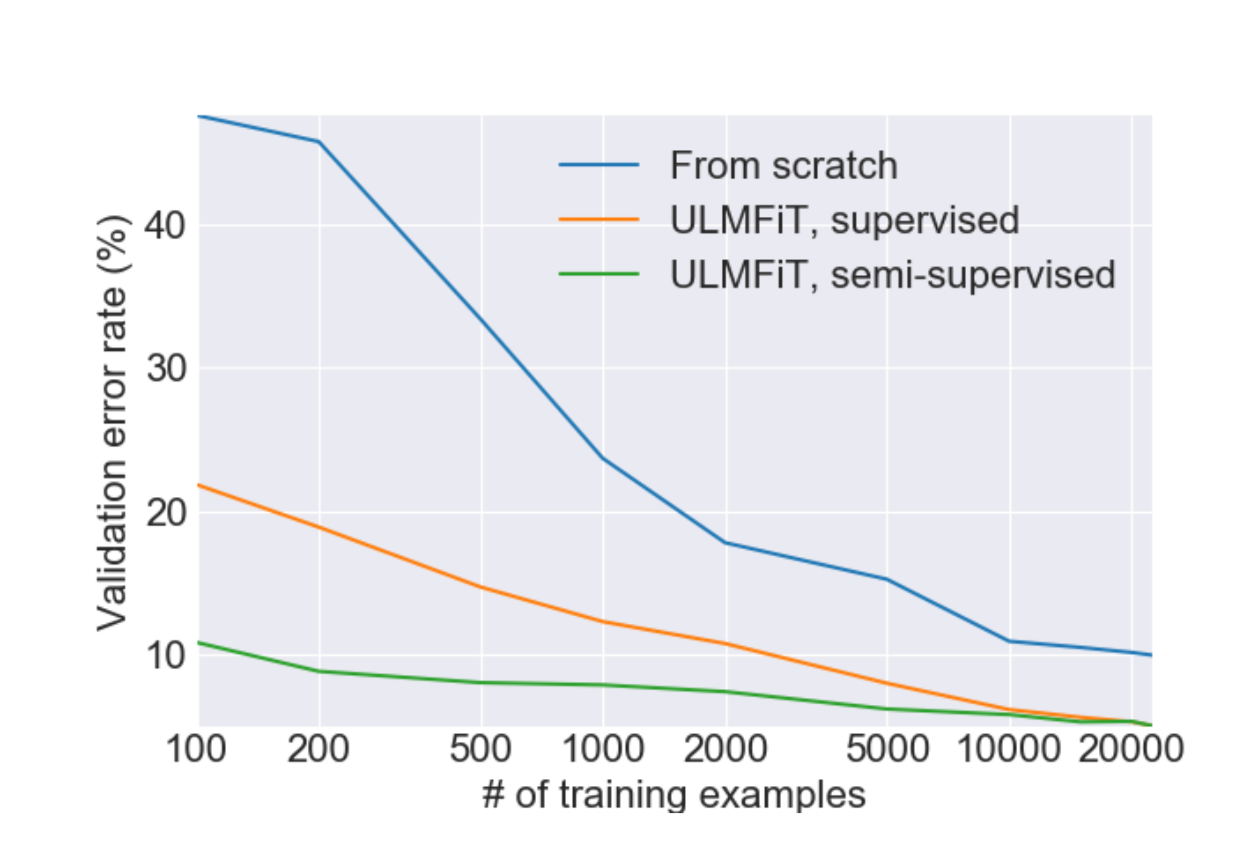 From scratch
ULMFiT, supervised
ULMFiT, semi-supervised
Validation error rate (%)
40
30
20
10
100 200 500 1000 2000 5000 10000 20000
# of training examples